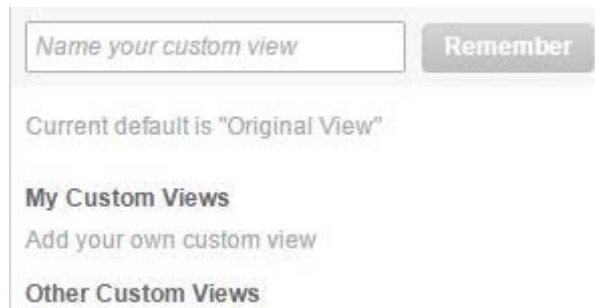 Name your custom view
Remember
Current default is "Original View"
My Custom Views
Add your own custom view
Other Custom Views